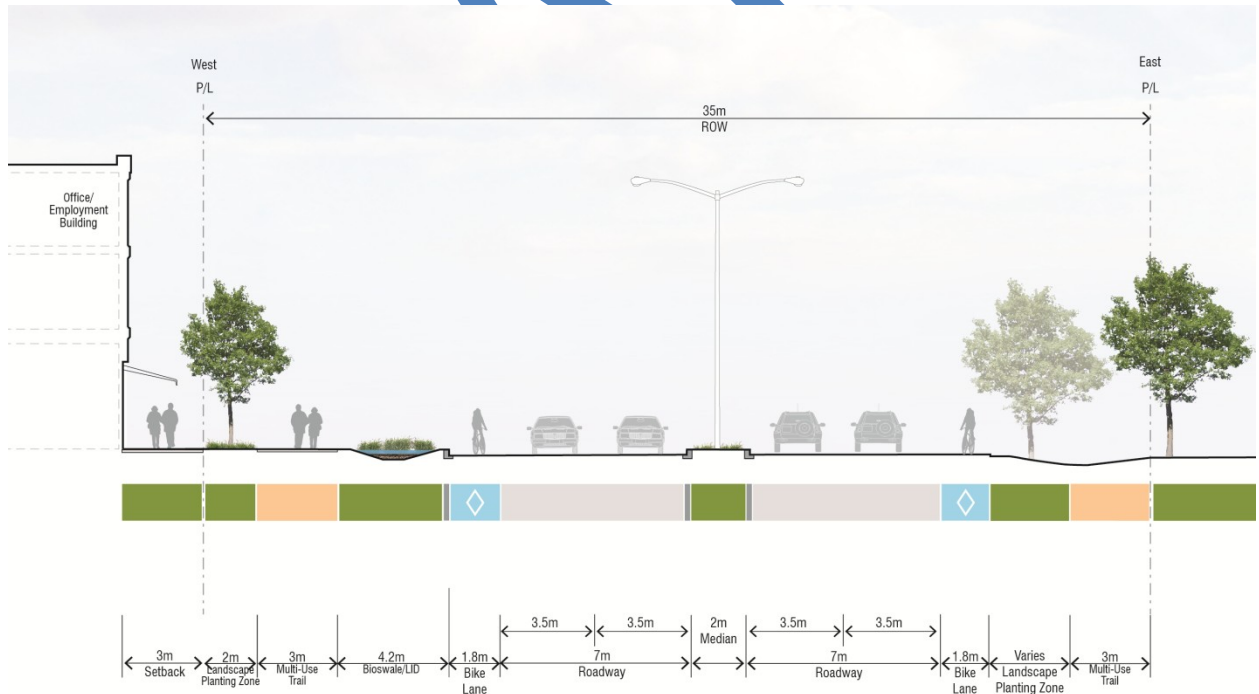 West
P/L
East
P/L
35m
ROW
Office/
Employment
Building
3m
Setback
2m
Landscape
Planting Zone
3m
Multi-Use
Trail
4.2m
Bioswale/LID
1.8m
Bike
Lane
3.5m
3.5m
7m
Roadway
2m
Median
3.5m
3.5m
7m
Roadway
1.8m
Bike
Lane
Varies
Landscape
Planting Zone
3m
Multi-Use
Trail